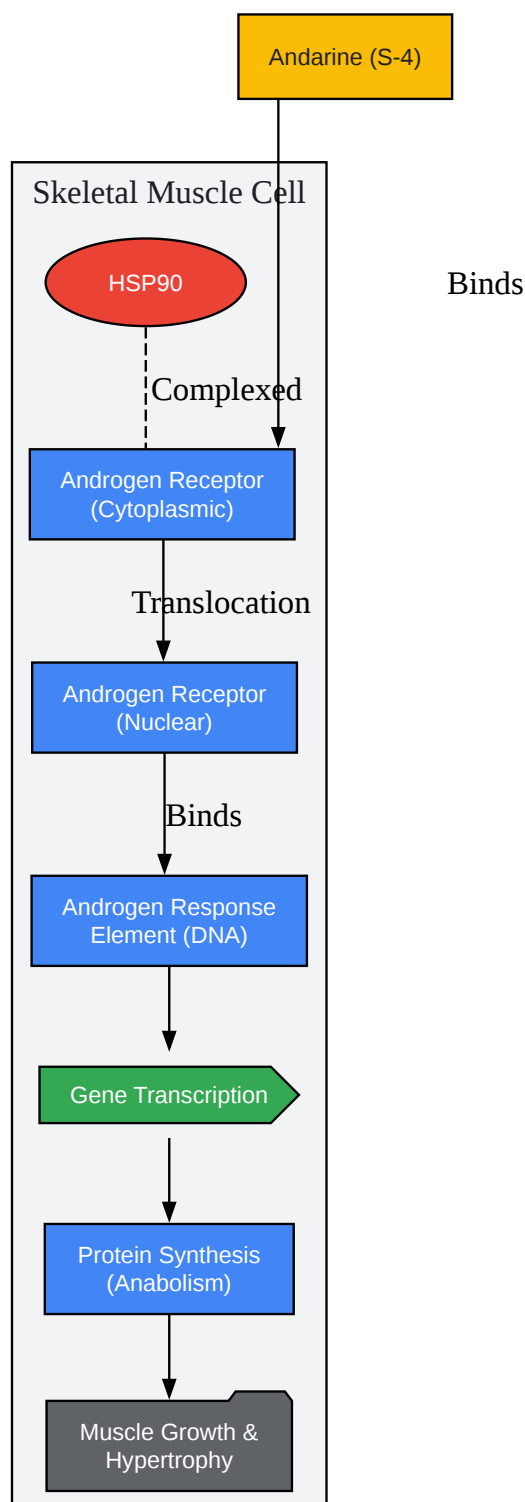 Andarine (S-4)
Skeletal Muscle Cell
HSP90
Binds
Complexed
Androgen Receptor
(Cytoplasmic)
Translocation
Androgen Receptor
(Nuclear)
Binds
Androgen Response
Element (DNA)
Gene Transcription
Protein Synthesis
(Anabolism)
Muscle Growth &
Hypertrophy